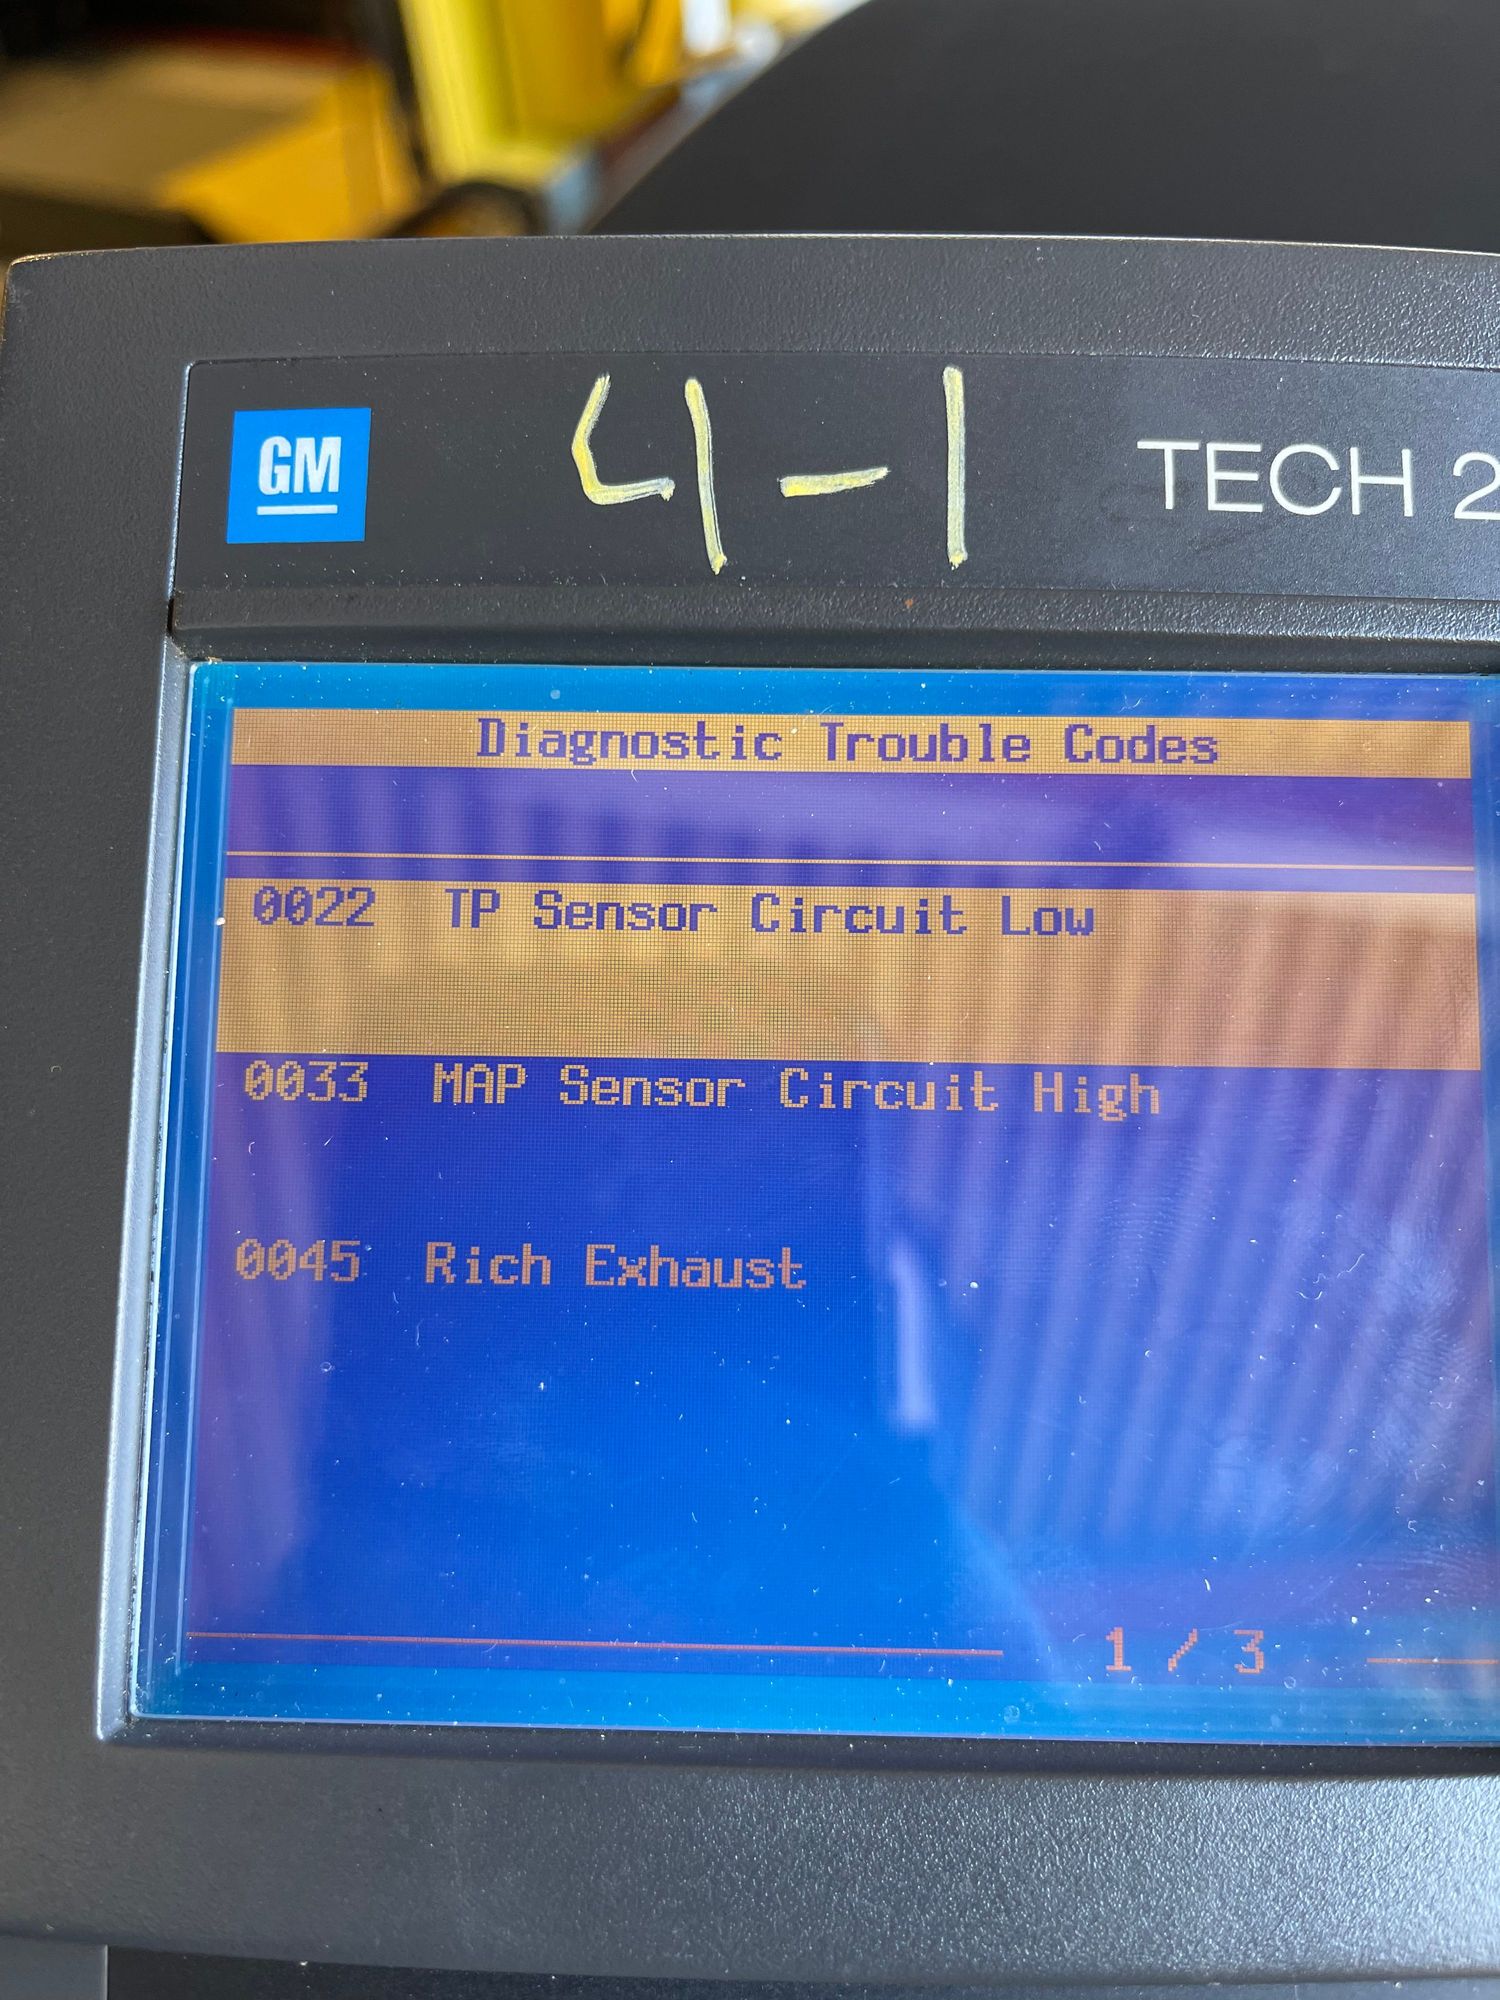 GM 4-1 TECH 2
Diagnostic Trouble Codes
0022 TP Sensor Circuit Low
0033 MAP Sensor Circuit High
0045 Rich Exhaust
1 / 3